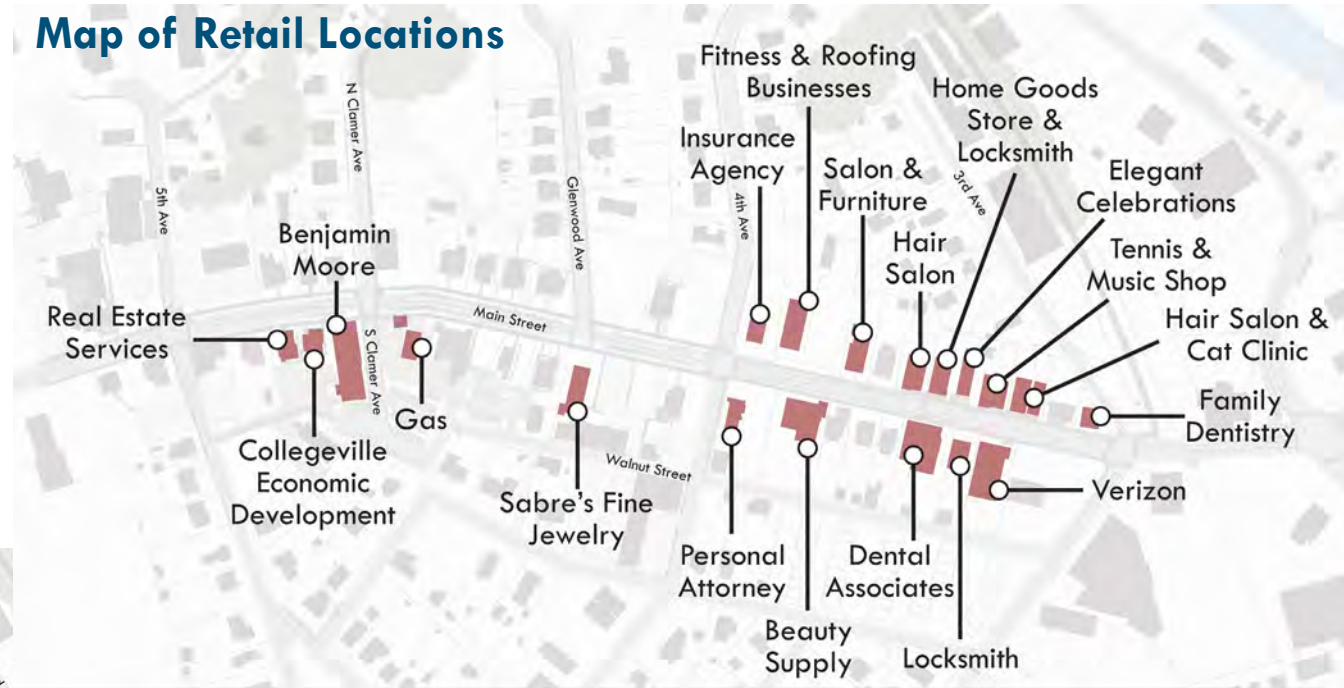 Map of Retail Locations
Fitness & Roofing
Businesses
Home Goods
Store &
Locksmith
Insurance
Agency
Salon &
Furniture
Elegant
Celebrations
N Clamer Ave
5th Ave
Glenwood Ave
4th Ave
3rd Ave
Benjamin
Moore
Hair
Salon
Tennis &
Music Shop
Real Estate
Services
Main Street
Hair Salon &
Cat Clinic
S Clamer Ave
Gas
Family
Dentistry
Collegeville
Economic
Development
Walnut Street
Sabre's Fine
Jewelry
Verizon
Personal
Attorney
Dental
Associates
Beauty
Supply
Locksmith